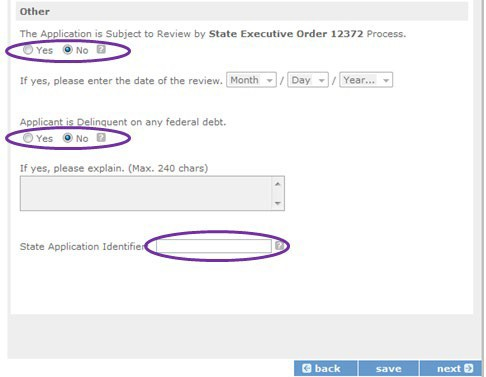 Other
The Application is Subject to Review by State Executive Order 12372 Process.
Yes No ?
If yes, please enter the date of the review. Month / Day / Year...
Applicant is Delinquent on any federal debt.
Yes No ?
If yes, please explain. (Max. 240 chars)
State Application Identifier ?
back save next